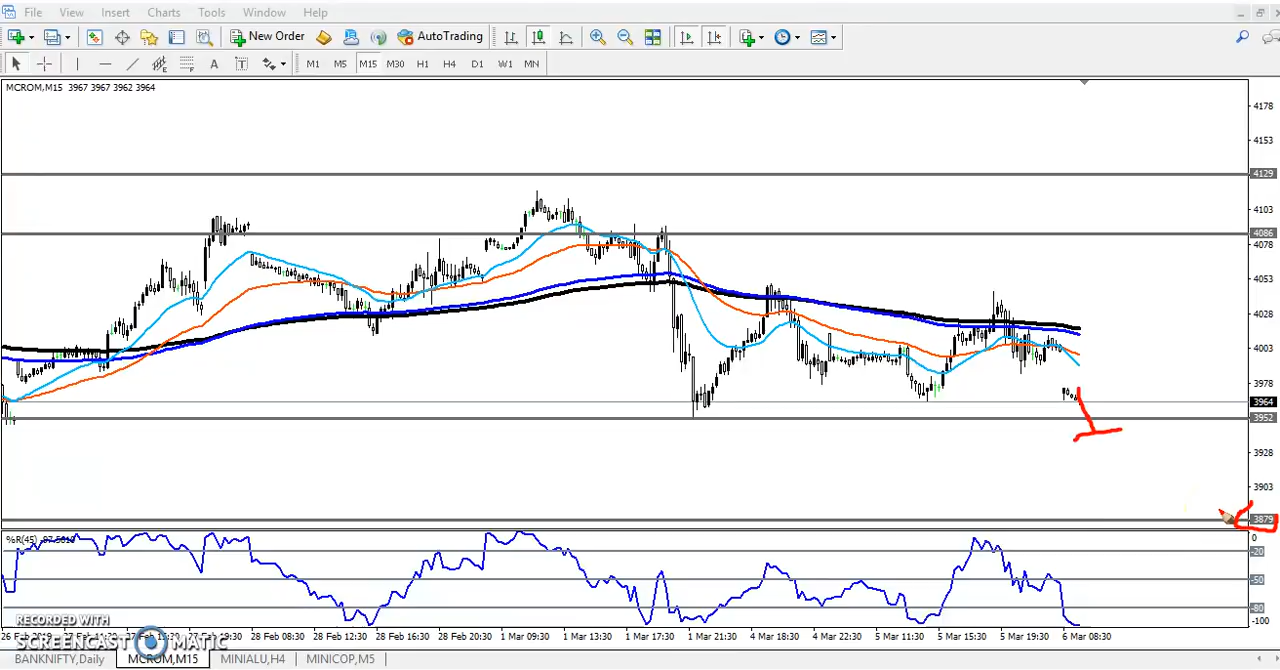 File View Insert Charts Tools Window Help
New Order AutoTrading
A T M1 M5 M15 M30 H1 H4 D1 W1 MN
MCROM,M15 3967 3967 3962 3964
4178
4153
4129
4103
4086
4078
4053
4028
4003
3978
3964
3952
3928
3903
3879
%R(45)
0
-20
-50
-80
-100
RECORDED WITH
SCREENCAST MATIC
28 Feb 08:30 28 Feb 12:30 28 Feb 16:30 28 Feb 20:30 1 Mar 09:30 1 Mar 13:30 1 Mar 17:30 1 Mar 21:30 4 Mar 18:30 4 Mar 22:30 5 Mar 11:30 5 Mar 15:30 5 Mar 19:30 6 Mar 08:30
BANKNIFTY,Daily MCROM,M15 MINIALU,H4 MINICOP,M5